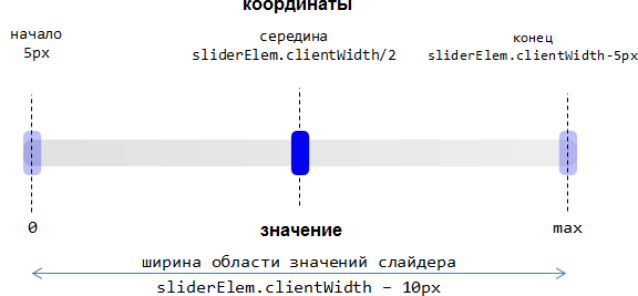 координаты
начало
5px
середина
sliderElem.clientWidth/2
конец
sliderElem.clientWidth-5px
0
значение
max
ширина области значений слайдера
sliderElem.clientWidth – 10px